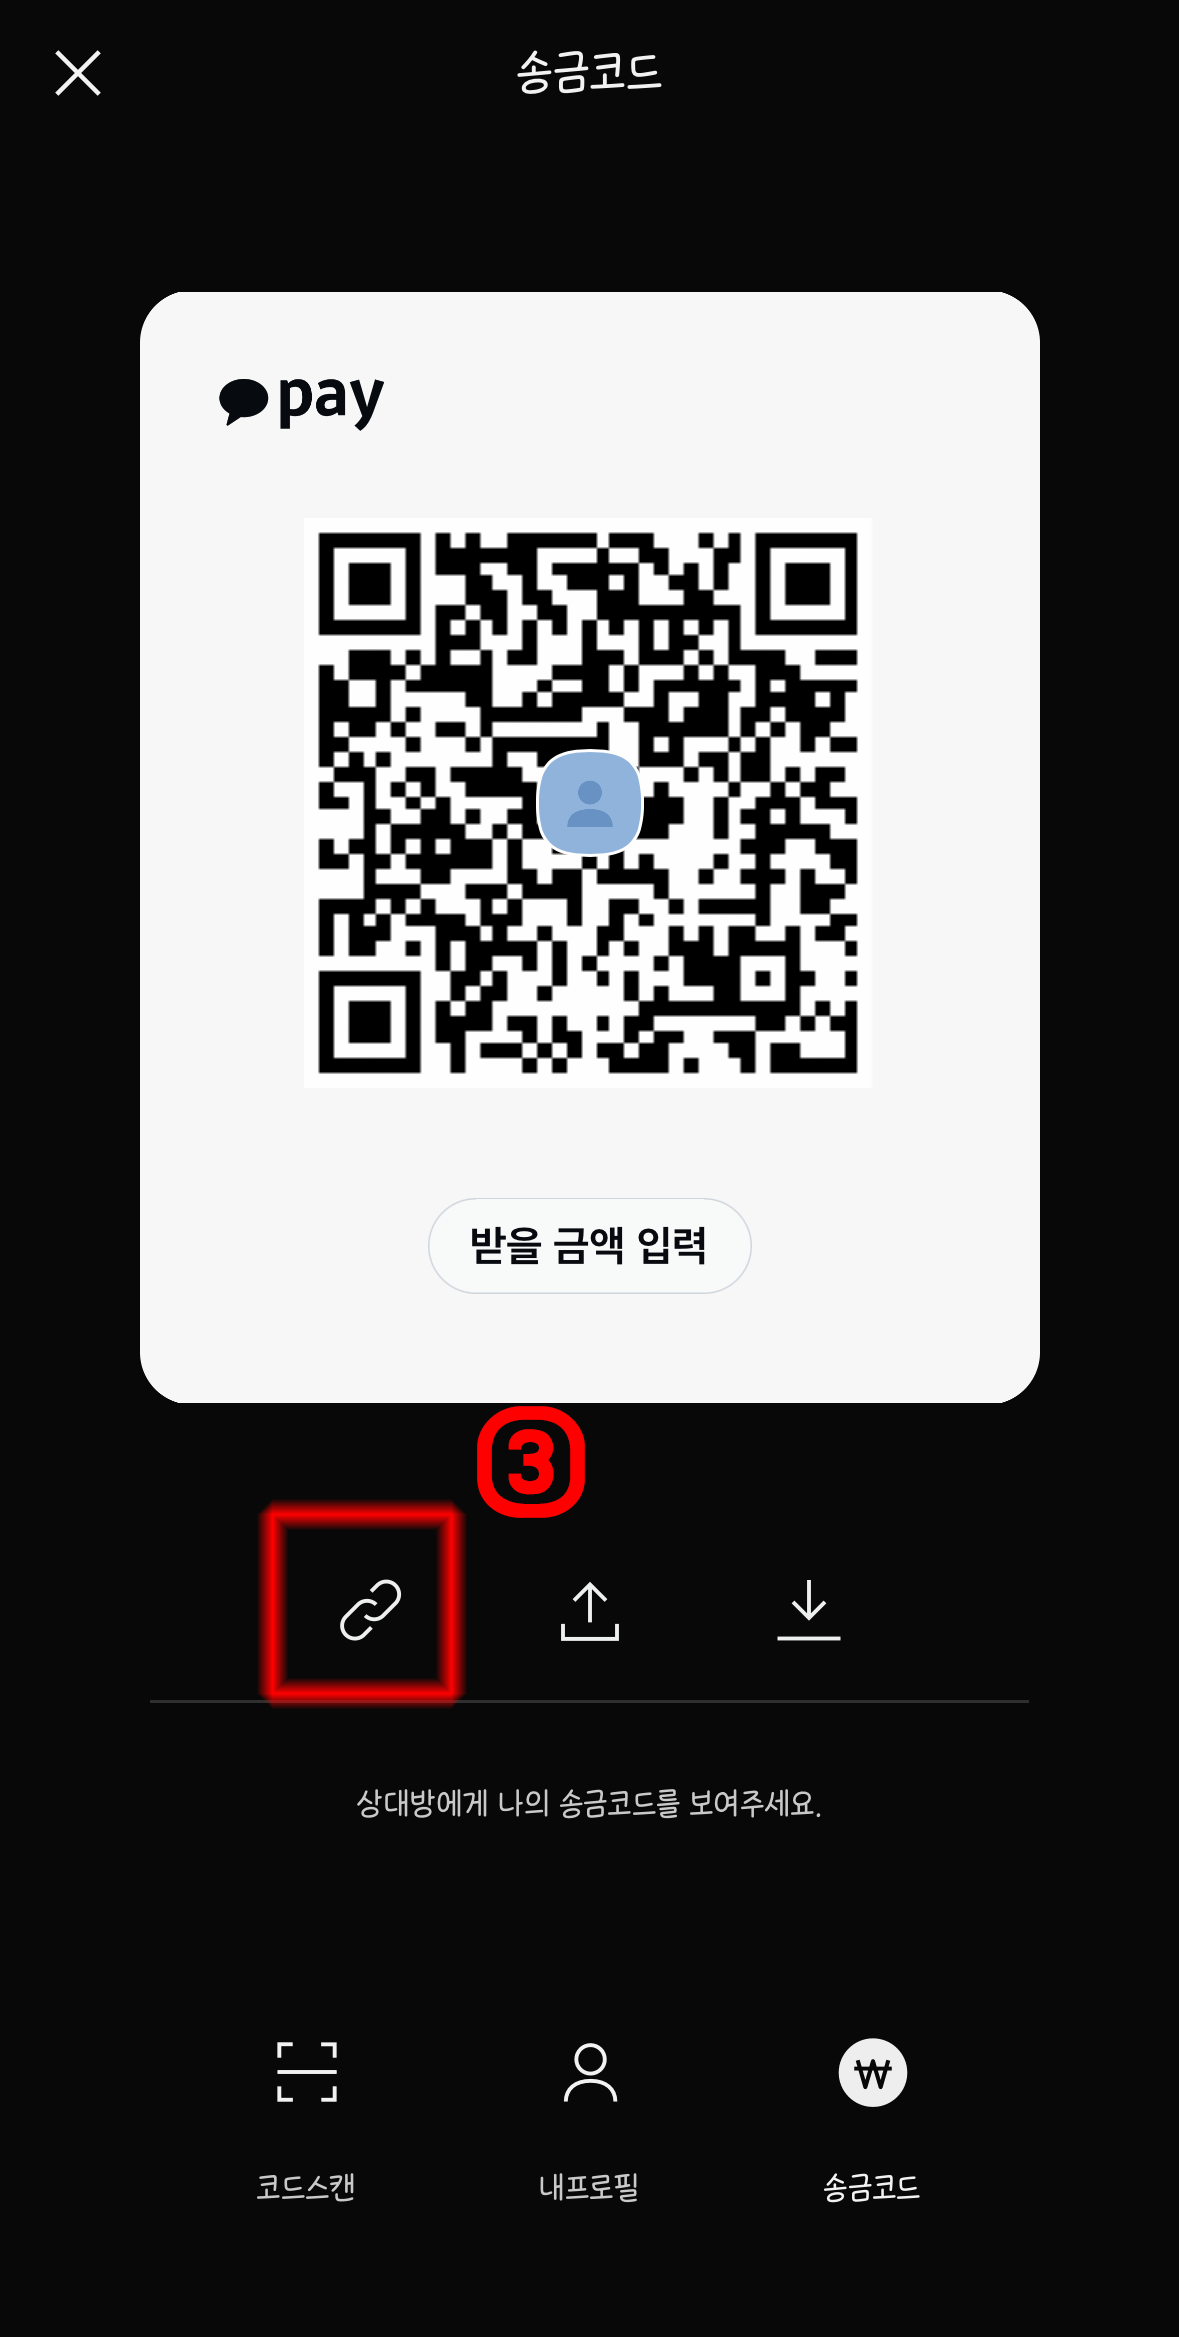 송금코드
pay
받을 금액 입력
3
상대방에게 나의 송금코드를 보여주세요.
코드스캔
내프로필
₩
송금코드